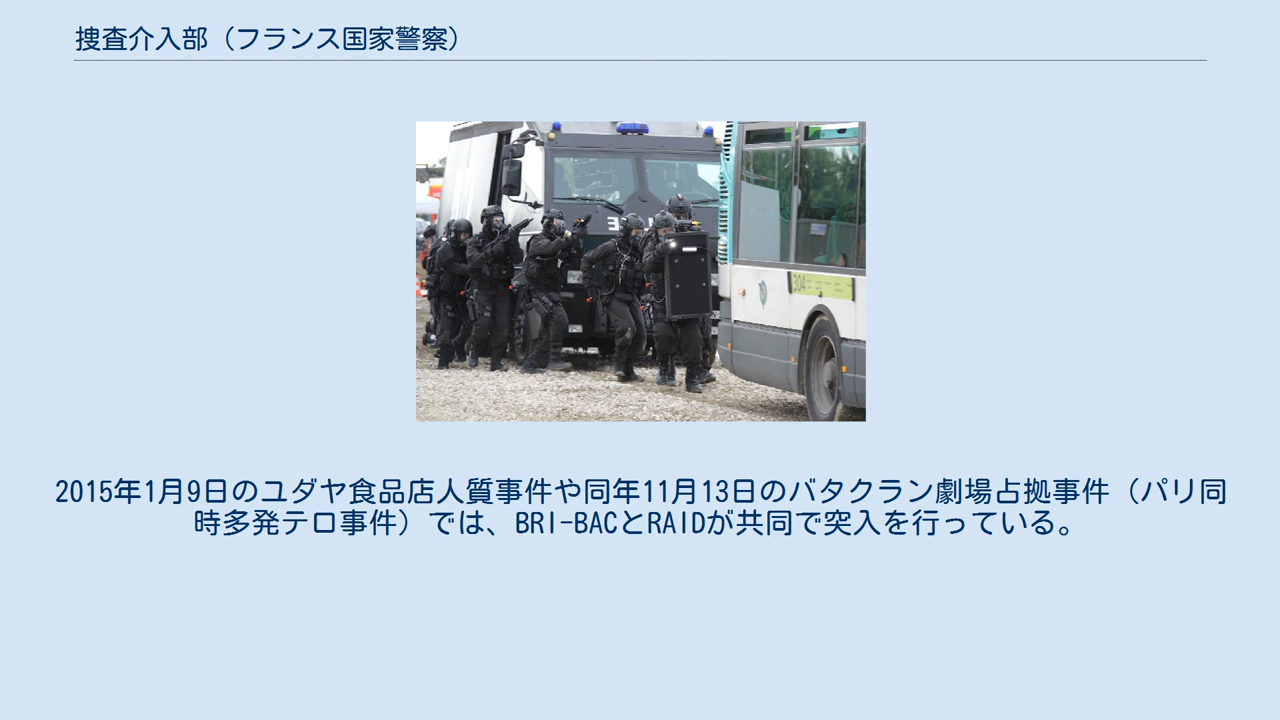 捜査介入部（フランス国家警察）
304
2015年1月9日のユダヤ食品店人質事件や同年11月13日のバタクラン劇場占拠事件（パリ同
時多発テロ事件）では、BRI-BACとRAIDが共同で突入を行っている。